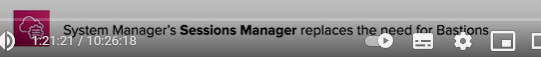 System Manager's Sessions Manager replaces the need for Bastions
1:21:21 / 10:26:18